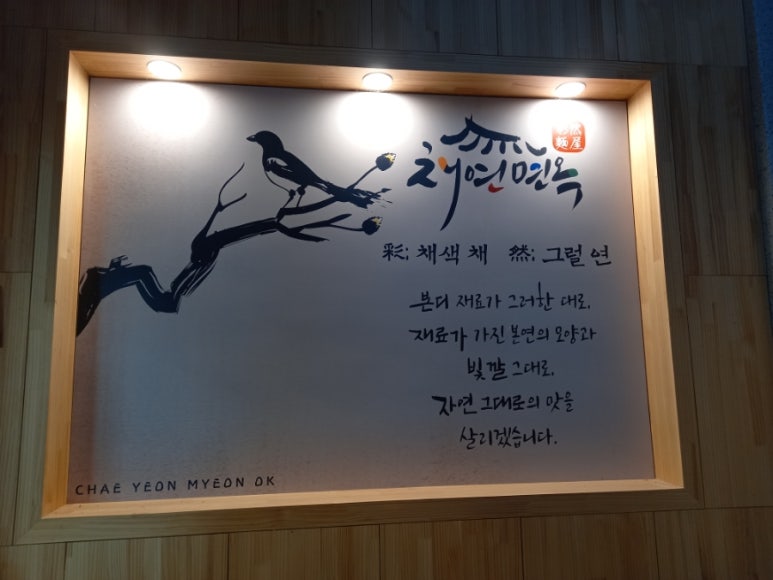 채연면옥
彩; 채색 채 然; 그럴 연
본디 재료가 그러한 대로,
재료가 가진 본연의 모양과
빛깔 그대로,
자연 그대로의 맛을
살리겠습니다.
CHAE YEON MYEON OK